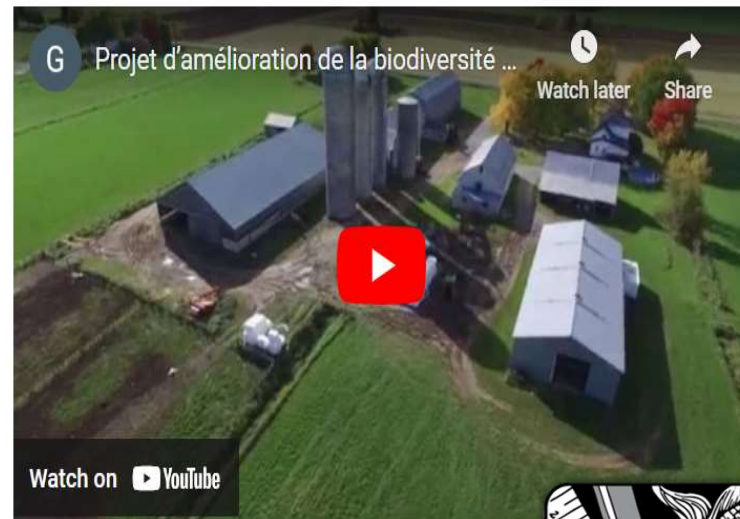 G
Projet d’amélioration de la biodiversité ...
Watch later
Share
Watch on YouTube